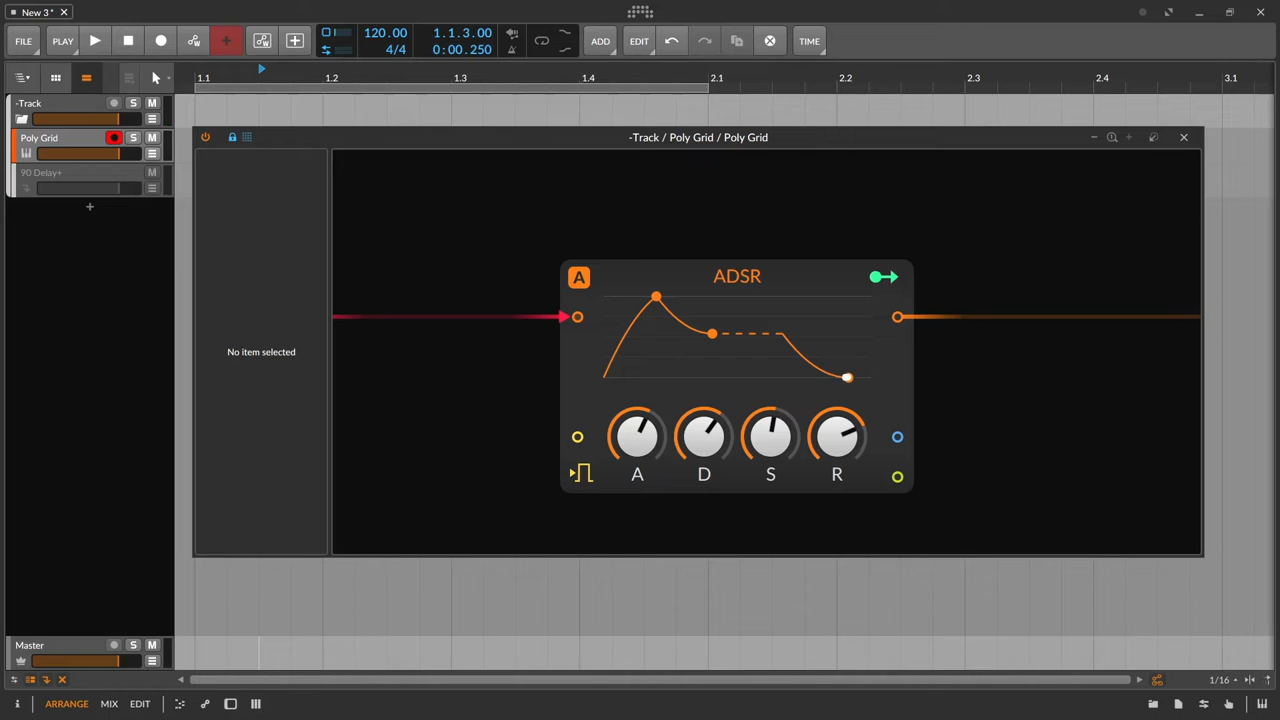 New 3*
FILE
PLAY
120.00
4/4
1.1.3.00
0:00.250
ADD
EDIT
TIME
1.1
1.2
1.3
1.4
2.1
2.2
2.3
2.4
3.1
-Track
S
M
Poly Grid
S
M
90 Delay+
M
-Track / Poly Grid / Poly Grid
No item selected
A
ADSR
A
D
S
R
Master
S
M
1/16
i
ARRANGE
MIX
EDIT